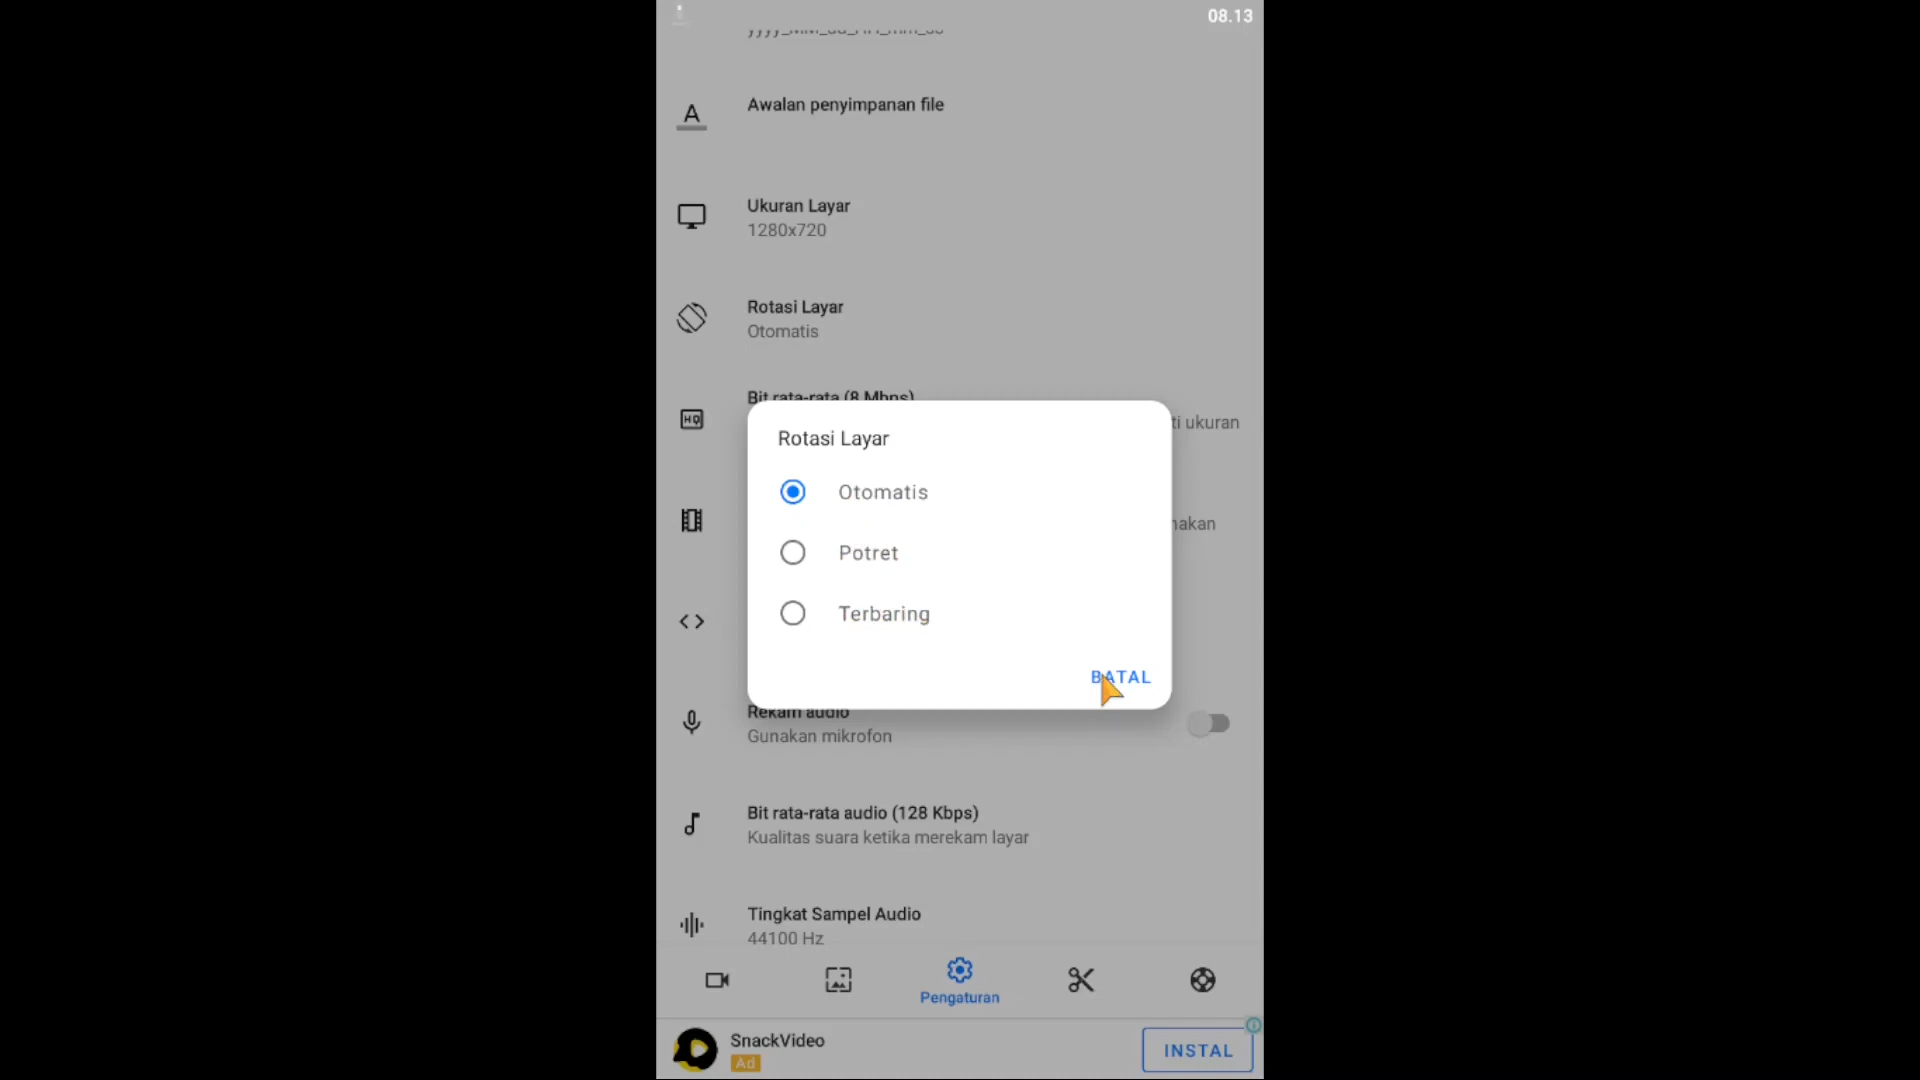 08.13
yyyy_MM_dd_HH_mm_ss
Awalan penyimpanan file
A
Ukuran Layar
1280x720
Rotasi Layar
Otomatis
Bit rata-rata (8 Mbps)
ti ukuran
HQ
Rotasi Layar
Otomatis
Potret
nakan
Terbaring
BATAL
Rekam audio
Gunakan mikrofon
Bit rata-rata audio (128 Kbps)
Kualitas suara ketika merekam layar
Tingkat Sampel Audio
44100 Hz
Pengaturan
SnackVideo
Ad
INSTAL